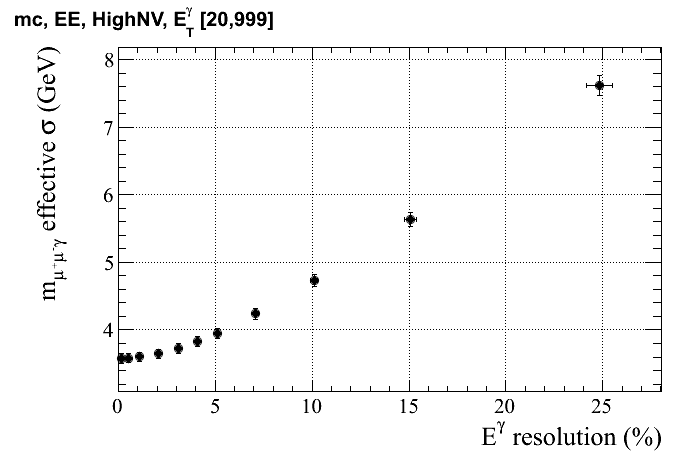 mc, EE, HighNV, E_T^γ [20,999]
m_μ⁺μ⁻γ effective σ (GeV)
8
7
6
5
4
0 5 10 15 20 25
E^γ resolution (%)